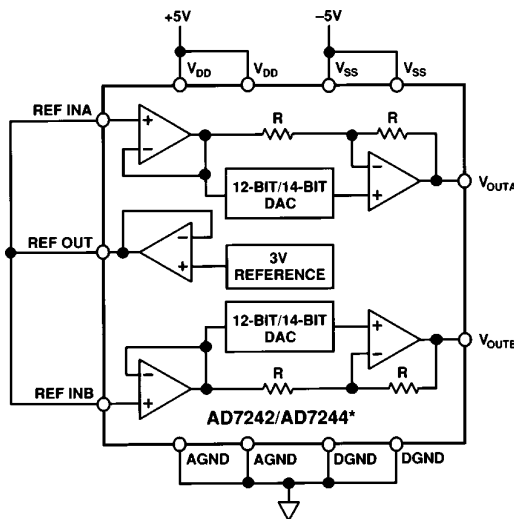 +5V
–5V
VDD
VDD
VSS
VSS
REF INA
R
R
+
–
–
+
12-BIT/14-BIT
DAC
VOUTA
REF OUT
–
+
3V
REFERENCE
12-BIT/14-BIT
DAC
+
–
VOUTB
–
+
R
R
REF INB
AD7242/AD7244*
AGND
AGND
DGND
DGND